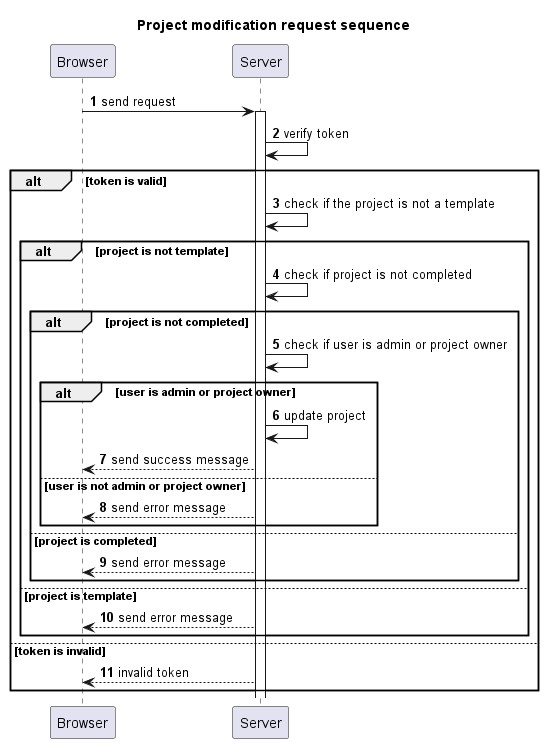 Project modification request sequence
Browser Server
1 send request
2 verify token
alt [token is valid]
3 check if the project is not a template
alt [project is not template]
4 check if project is not completed
alt [project is not completed]
5 check if user is admin or project owner
alt [user is admin or project owner]
6 update project
7 send success message
[user is not admin or project owner]
8 send error message
[project is completed]
9 send error message
[project is template]
10 send error message
[token is invalid]
11 invalid token
Browser Server